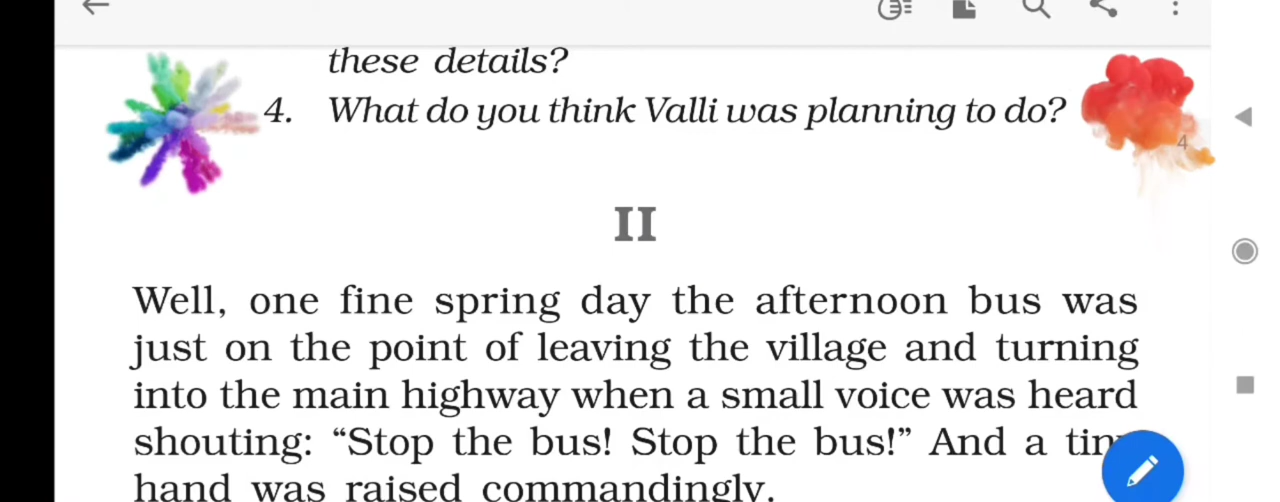 these details?
4. What do you think Valli was planning to do?
4
II
Well, one fine spring day the afternoon bus was
just on the point of leaving the village and turning
into the main highway when a small voice was heard
shouting: “Stop the bus! Stop the bus!” And a
hand was raised commandingly.